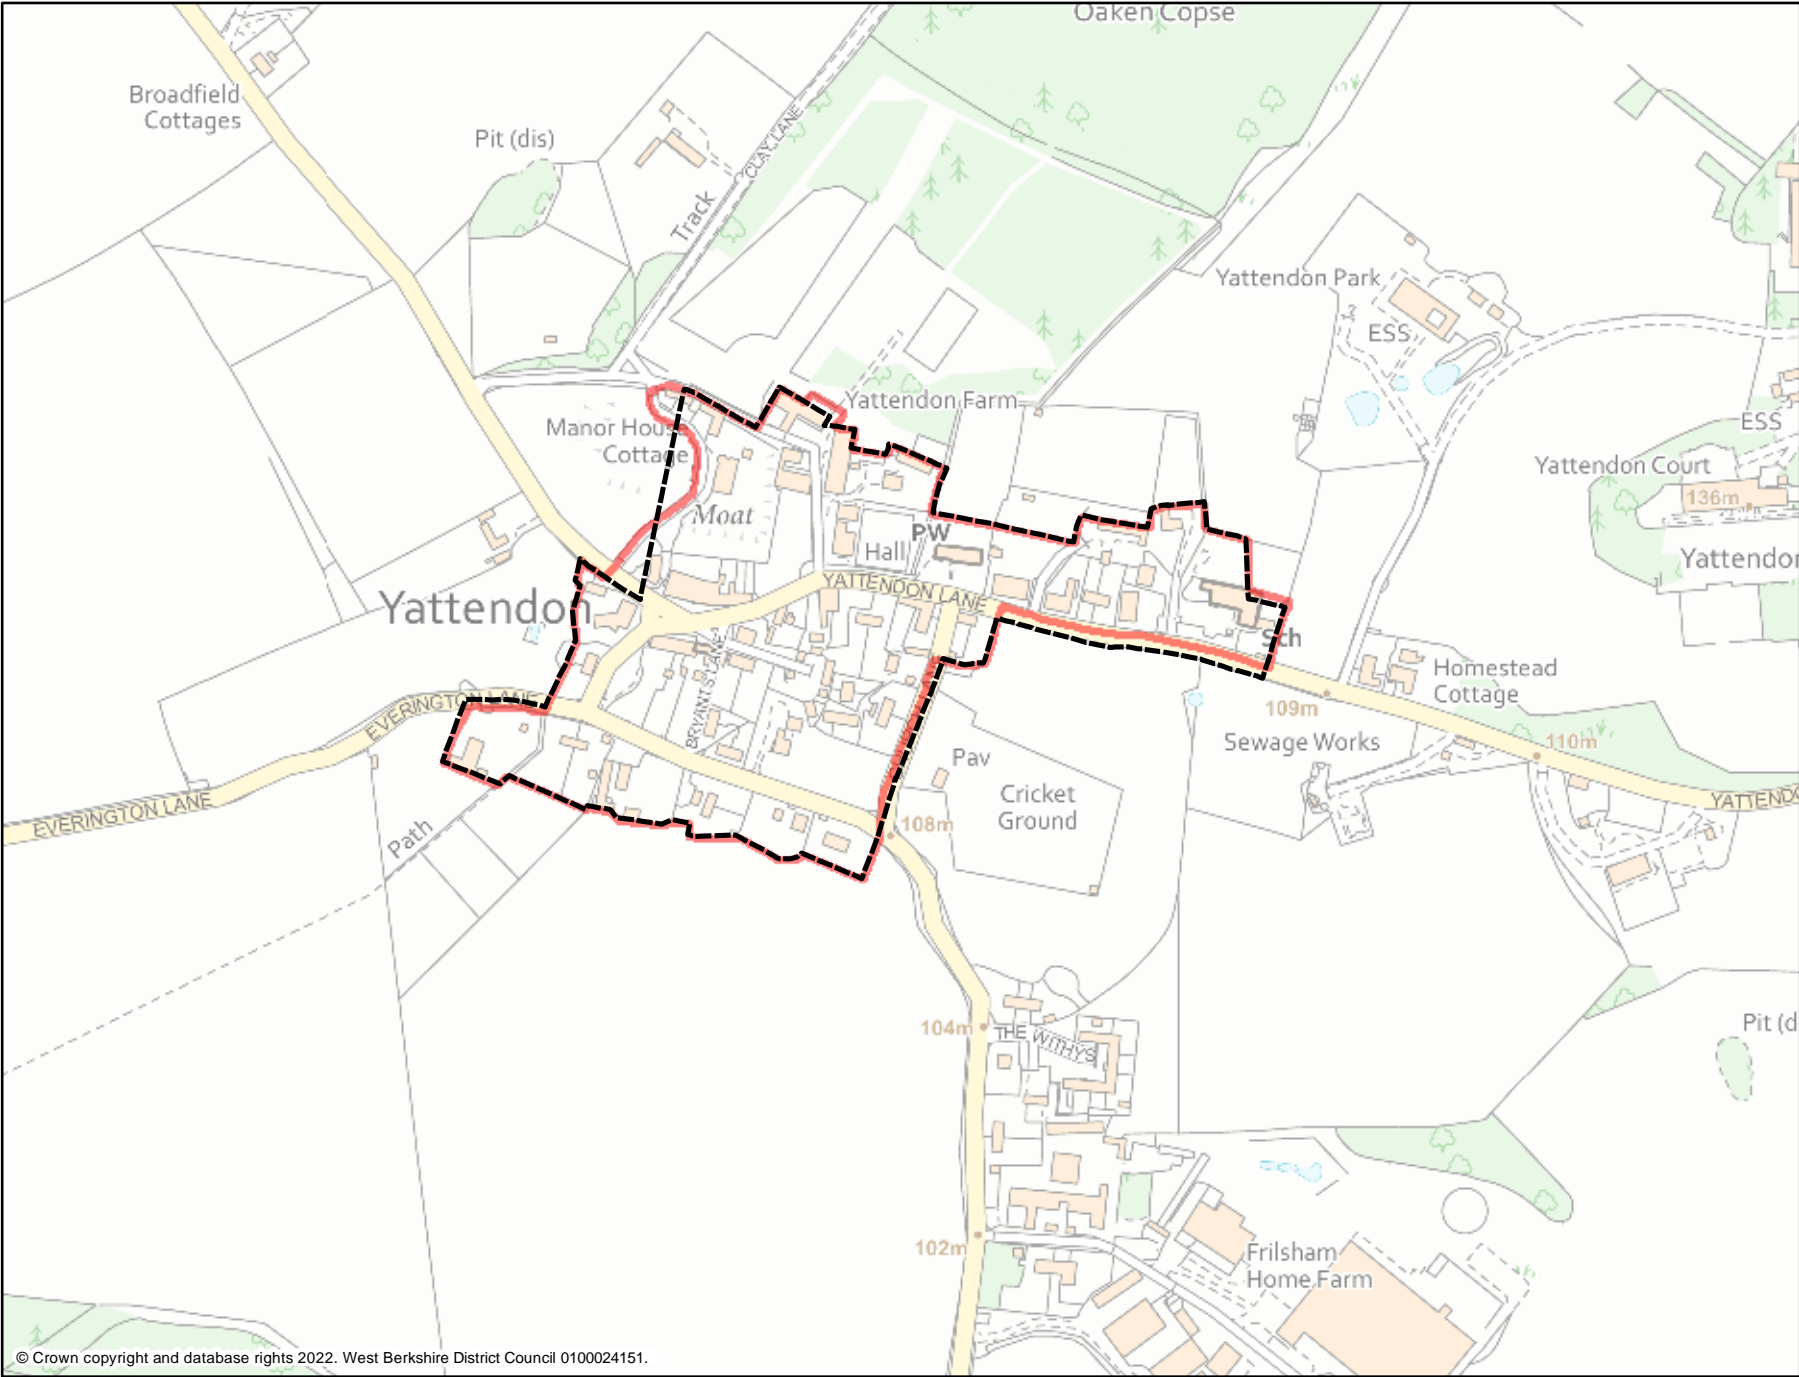 Oaken Copse
Broadfield
Cottages
Pit (dis)
CLAY LANE
Track
Yattendon Park
ESS
Yattendon Farm
Manor House
Cottage
ESS
Yattendon Court
136m
Moat
PW
Hall
Yattendon
YATTENDON LANE
Yattendon
Sch
Homestead
Cottage
BRYANT'S LANE
EVERINGTON LANE
EVERINGTON LANE
109m
Sewage Works
110m
Pav
Cricket
Ground
YATTENDO
EVERINGTON LANE
108m
Path
104m
THE WITHYS
Pit (d
102m
Frilsham
Home Farm
© Crown copyright and database rights 2022. West Berkshire District Council 0100024151.